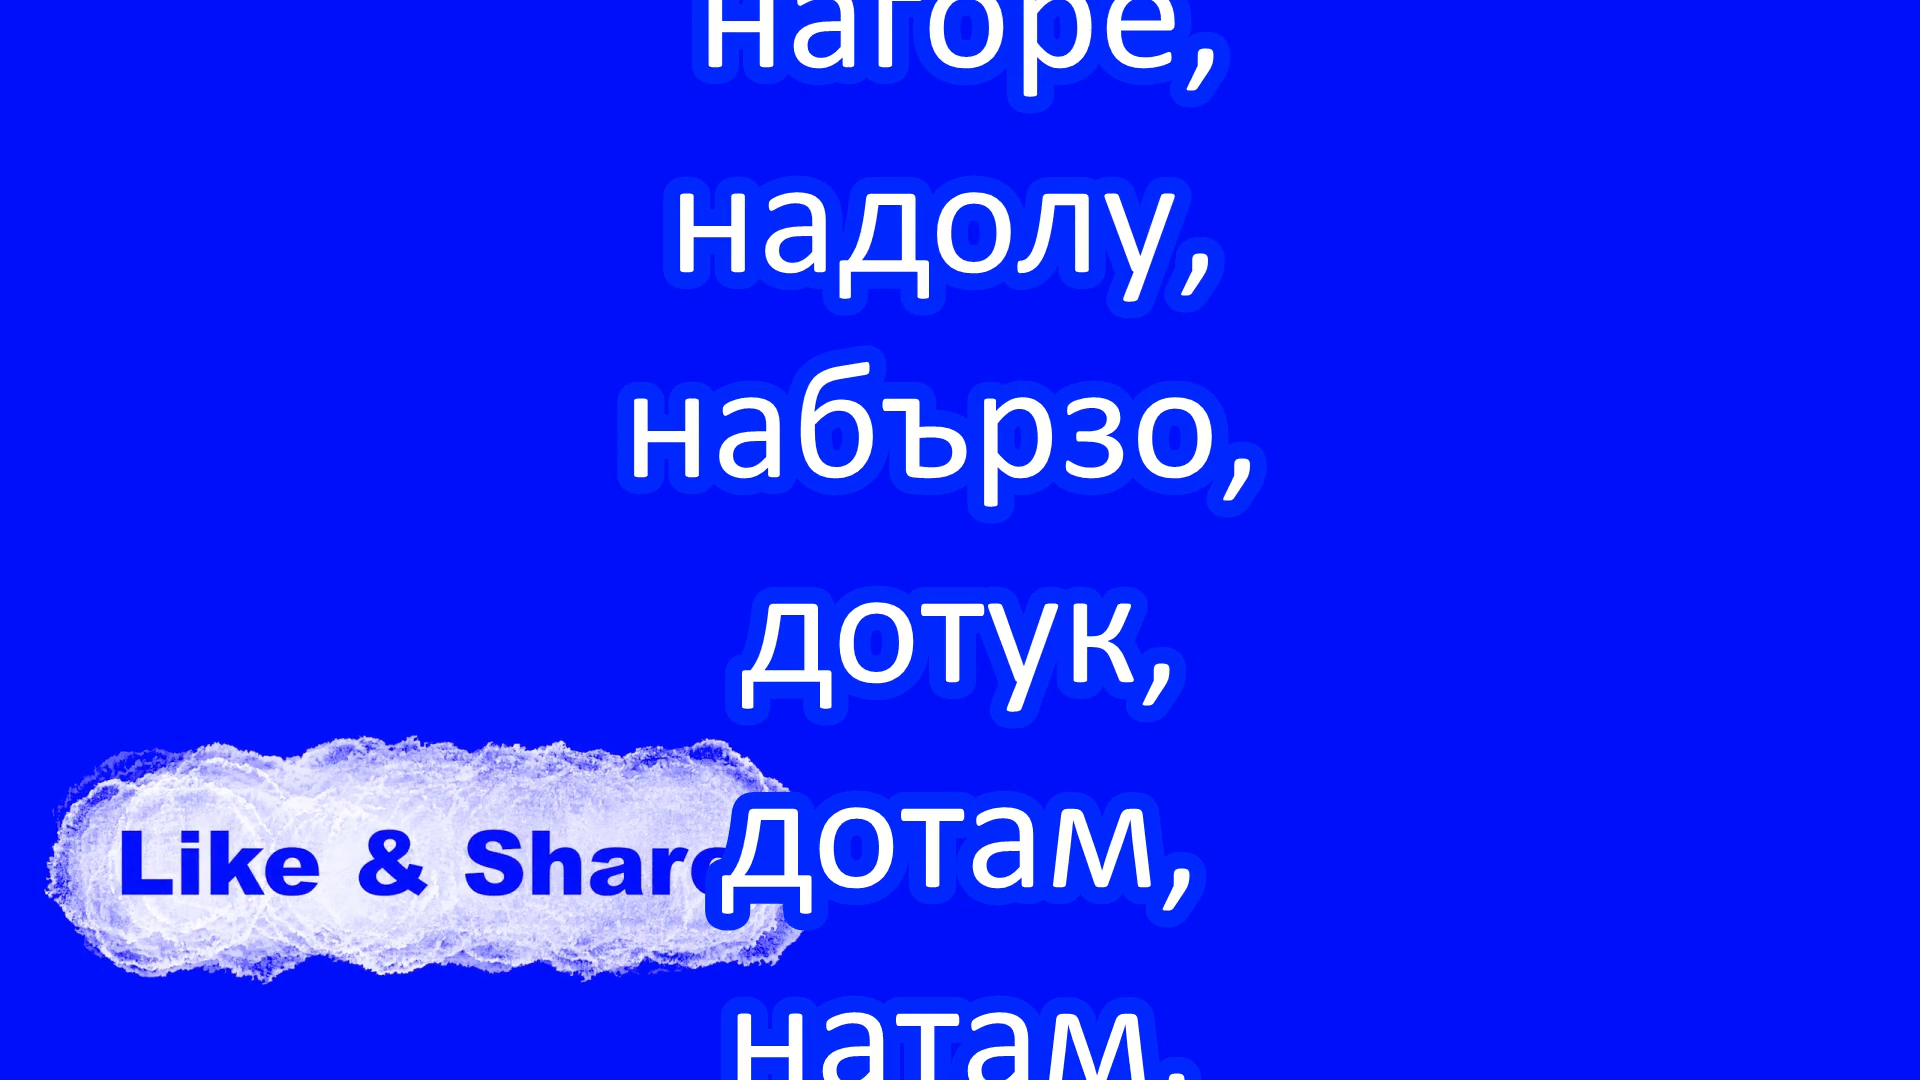 нагоре,
надолу,
набързо,
дотук,
Like & Share
дотам,
натам,